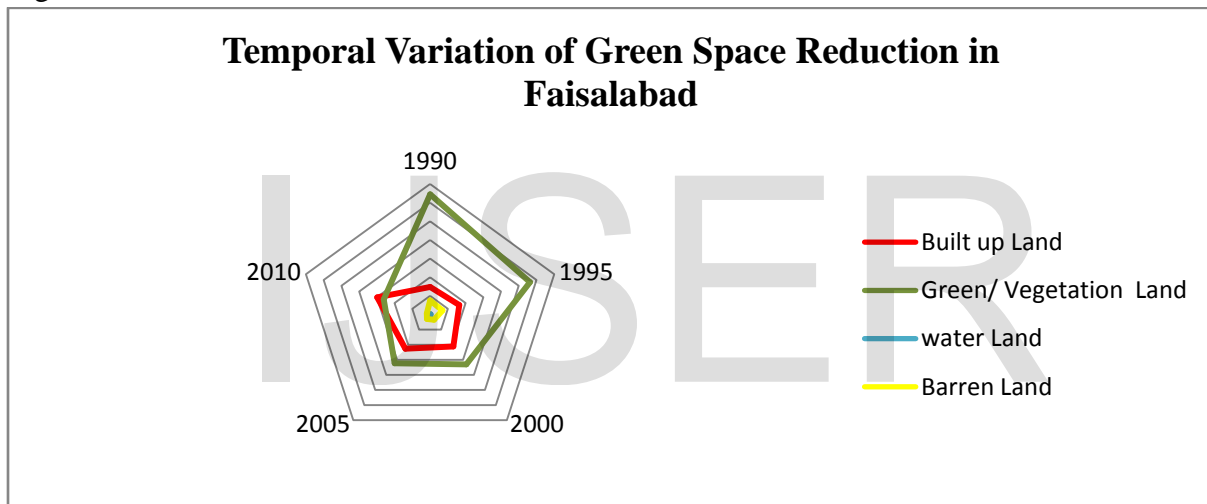 Temporal Variation of Green Space Reduction in
Faisalabad
IJSER
1990
1995
2000
2005
2010
Built up Land
Green/ Vegetation Land
water Land
Barren Land